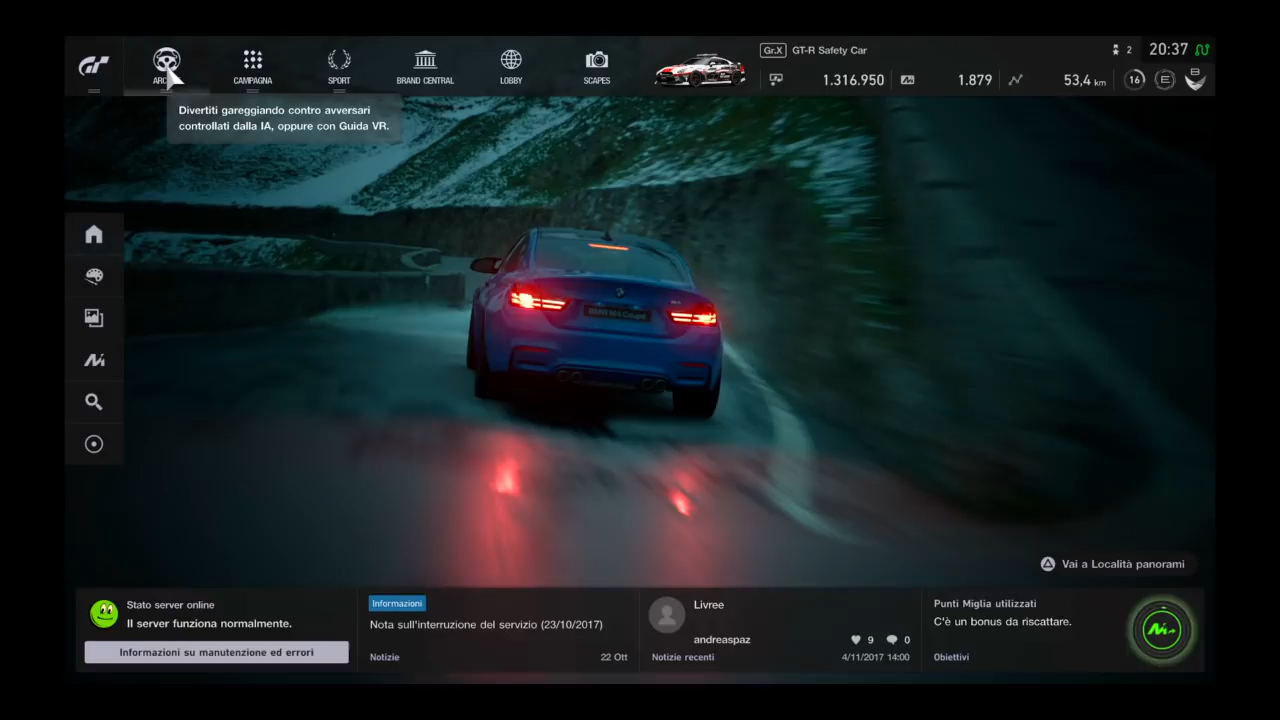 GT
ARC
CAMPAGNA
SPORT
BRAND CENTRAL
LOBBY
SCAPES
Gr.X GT-R Safety Car
2 20:37
1.316.950
1.879
53,4 km
16
E
B
Divertiti gareggiando contro avversari
controllati dalla IA, oppure con Guida VR.
BMW M4 Coupé
Vai a Località panorami
Stato server online
Il server funziona normalmente.
Informazioni su manutenzione ed errori
Informazioni
Nota sull'interruzione del servizio (23/10/2017)
Notizie 22 Ott
Livree
andreaspaz 9 0
Notizie recenti 4/11/2017 14:00
Punti Miglia utilizzati
C'è un bonus da riscattare.
Obiettivi